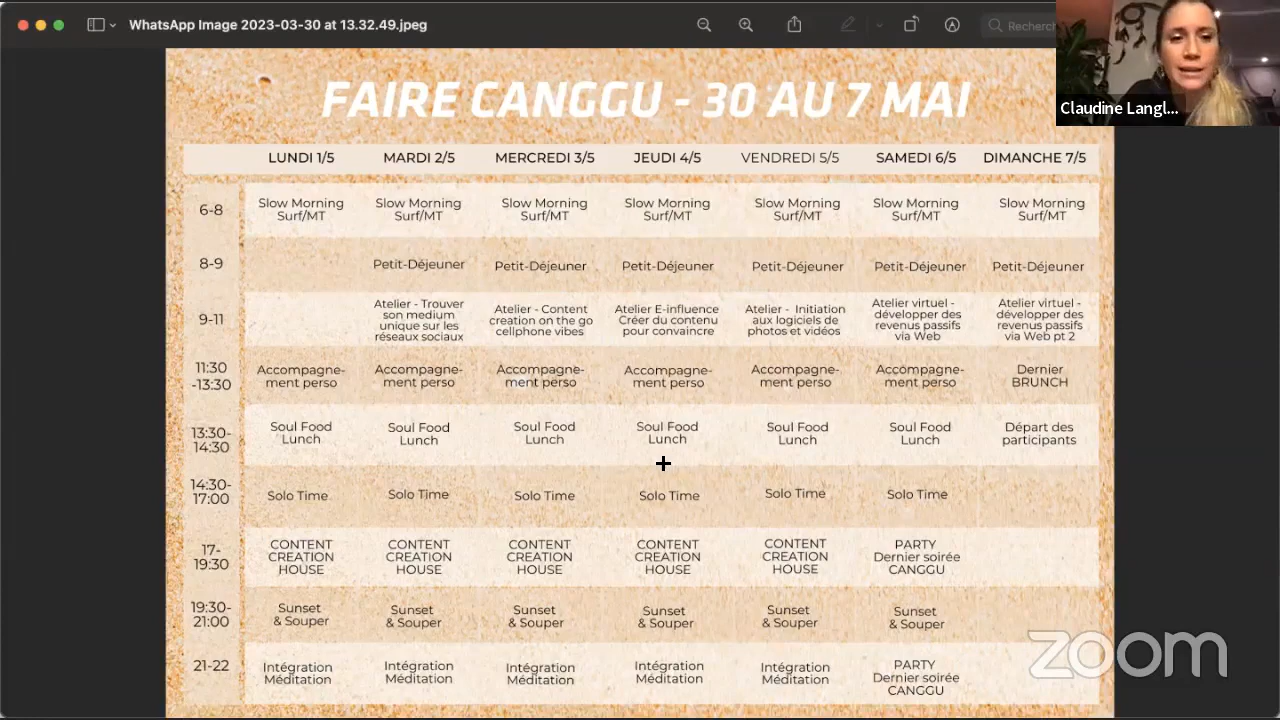 WhatsApp Image 2023-03-30 at 13.32.49.jpeg
Recherch
Claudine Langl...
FAIRE CANGGU - 30 AU 7 MAI
LUNDI 1/5 MARDI 2/5 MERCREDI 3/5 JEUDI 4/5 VENDREDI 5/5 SAMEDI 6/5 DIMANCHE 7/5
6-8
Slow Morning Slow Morning Slow Morning Slow Morning Slow Morning Slow Morning Slow Morning
Surf/MT Surf/MT Surf/MT Surf/MT Surf/MT Surf/MT Surf/MT
8-9 Petit-Déjeuner Petit-Déjeuner Petit-Déjeuner Petit-Déjeuner Petit-Déjeuner Petit-Déjeuner
9-11
Atelier - Trouver
son medium
unique sur les
réseaux sociaux
Atelier - Content
creation on the go
cellphone vibes
Atelier E-influence
Créer du contenu
pour convaincre
Atelier - Initiation
aux logiciels de
photos et vidéos
Atelier virtuel -
développer des
revenus passifs
via Web
Atelier virtuel -
développer des
revenus passifs
via Web pt 2
11:30 Accompagne- Accompagne- Accompagne- Accompagne- Accompagne- Accompagne- Dernier
-13:30 ment perso ment perso ment perso ment perso ment perso ment perso BRUNCH
13:30- Soul Food Soul Food Soul Food Soul Food Soul Food Soul Food Départ des
14:30 Lunch Lunch Lunch Lunch Lunch Lunch participants
14:30-
17:00
Solo Time Solo Time Solo Time Solo Time Solo Time Solo Time
17-
19:30
CONTENT CONTENT CONTENT CONTENT CONTENT PARTY
CREATION CREATION CREATION CREATION CREATION Dernier soirée
HOUSE HOUSE HOUSE HOUSE HOUSE CANGGU
19:30- Sunset Sunset Sunset Sunset Sunset Sunset
21:00 & Souper & Souper & Souper & Souper & Souper & Souper
21-22
Intégration Intégration Intégration Intégration Intégration
Méditation Méditation Méditation Méditation Méditation
PARTY
Dernier soirée
CANGGU
zoom